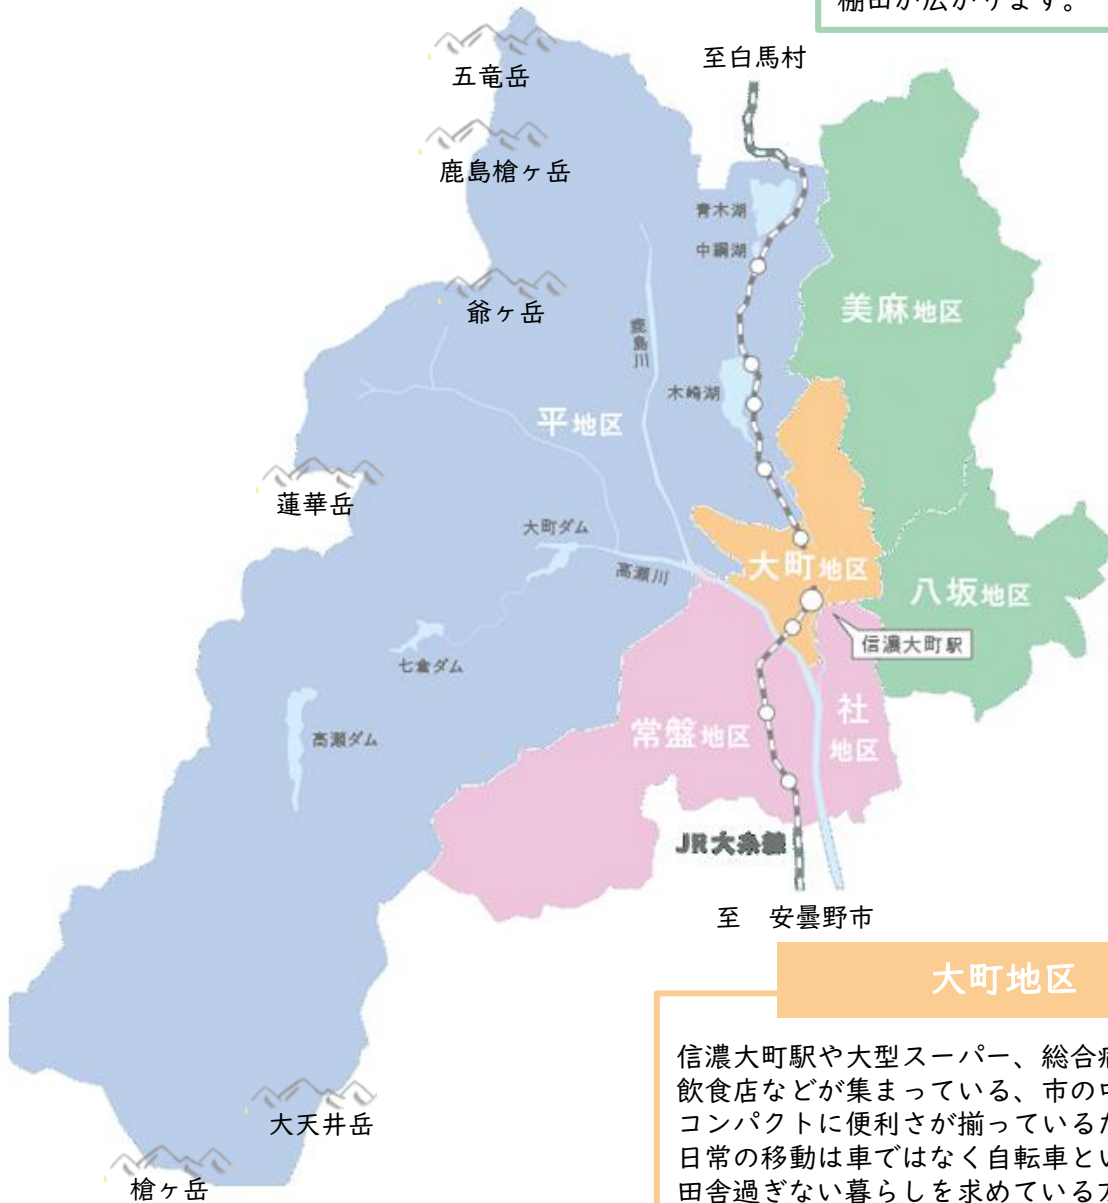 棚田が広がります。
至白馬村
五竜岳
鹿島槍ヶ岳
青木湖
中綱湖
爺ヶ岳
美麻地区
鹿島川
木崎湖
平地区
蓮華岳
大町ダム
高瀬川
大町地区
八坂地区
信濃大町駅
七倉ダム
高瀬ダム
常盤地区
社
地区
JR大糸線
至 安曇野市
大町地区
信濃大町駅や大型スーパー、総合病
飲食店などが集まっている、市の中
コンパクトに便利さが揃っているた
日常の移動は車ではなく自転車とい
田舎過ぎない暮らしを求めている方
大天井岳
槍ヶ岳